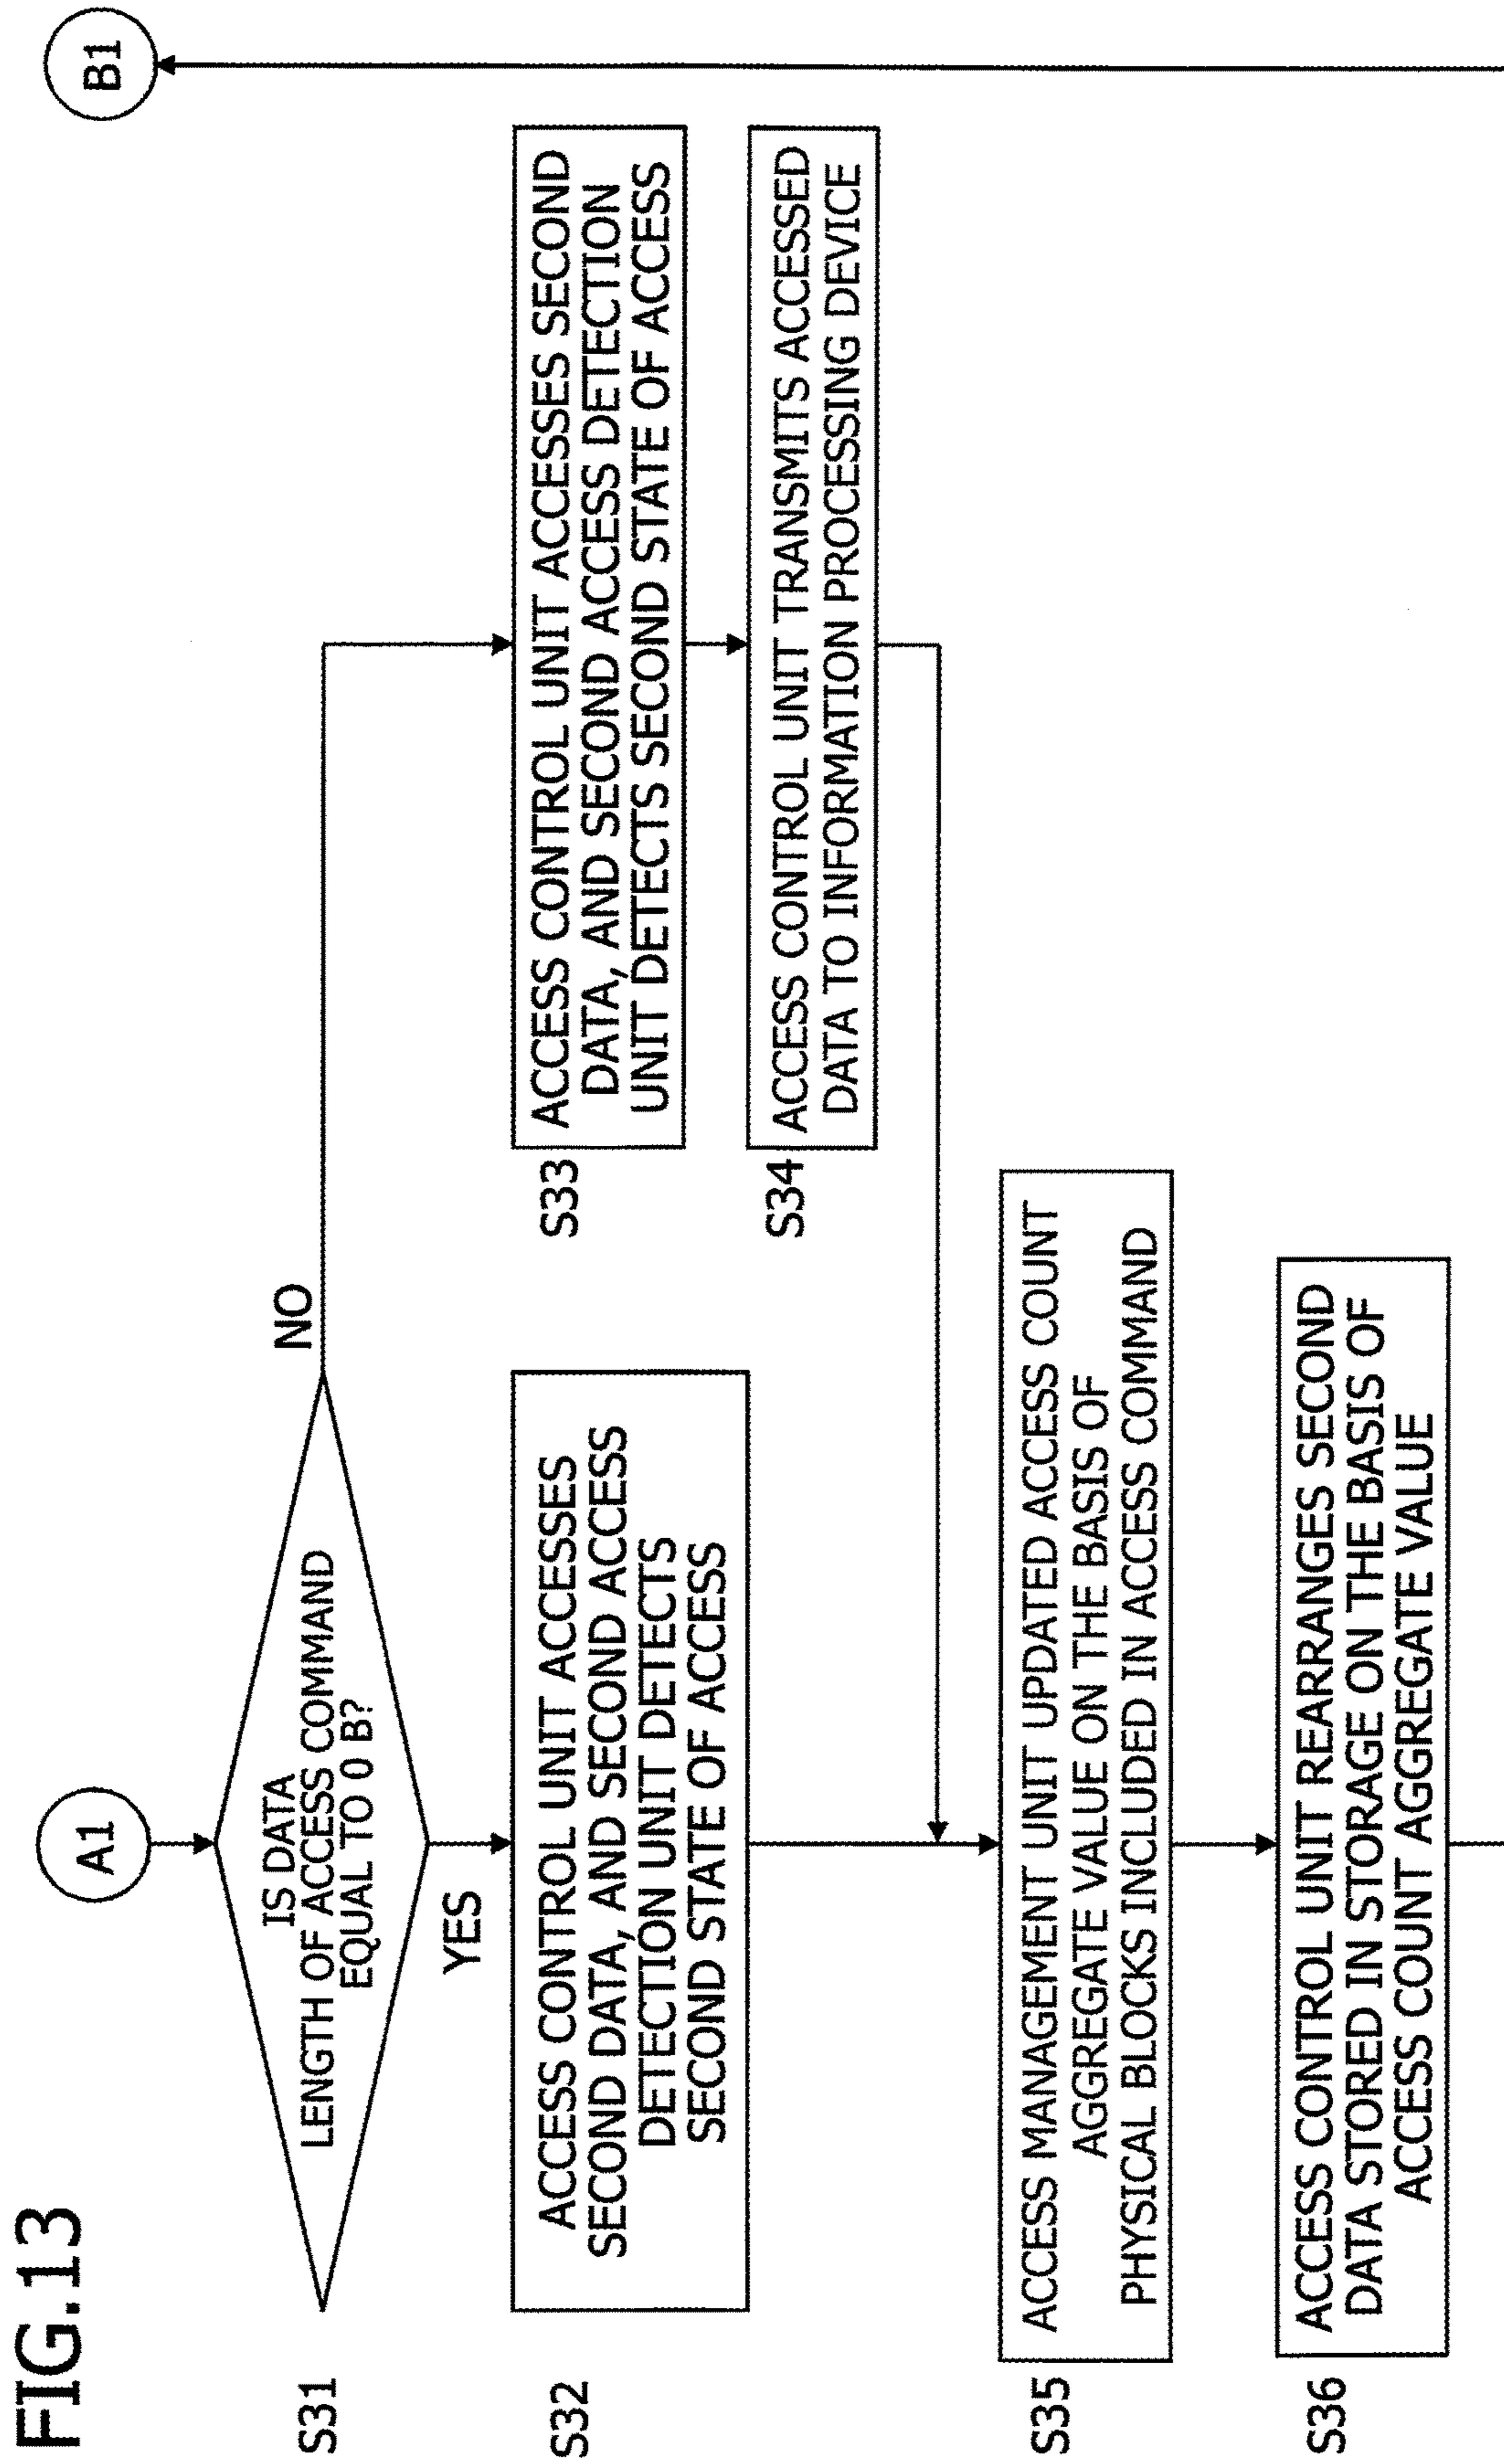 FIG.13
A1
B1
S31
IS DATA
LENGTH OF ACCESS COMMAND
EQUAL TO 0 B?
NO
YES
S32
ACCESS CONTROL UNIT ACCESSES
SECOND DATA, AND SECOND ACCESS
DETECTION UNIT DETECTS
SECOND STATE OF ACCESS
S33
ACCESS CONTROL UNIT ACCESSES SECOND
DATA, AND SECOND ACCESS DETECTION
UNIT DETECTS SECOND STATE OF ACCESS
S34
ACCESS CONTROL UNIT TRANSMITS ACCESSED
DATA TO INFORMATION PROCESSING DEVICE
S35
ACCESS MANAGEMENT UNIT UPDATED ACCESS COUNT
AGGREGATE VALUE ON THE BASIS OF
PHYSICAL BLOCKS INCLUDED IN ACCESS COMMAND
S36
ACCESS CONTROL UNIT REARRANGES SECOND
DATA STORED IN STORAGE ON THE BASIS OF
ACCESS COUNT AGGREGATE VALUE